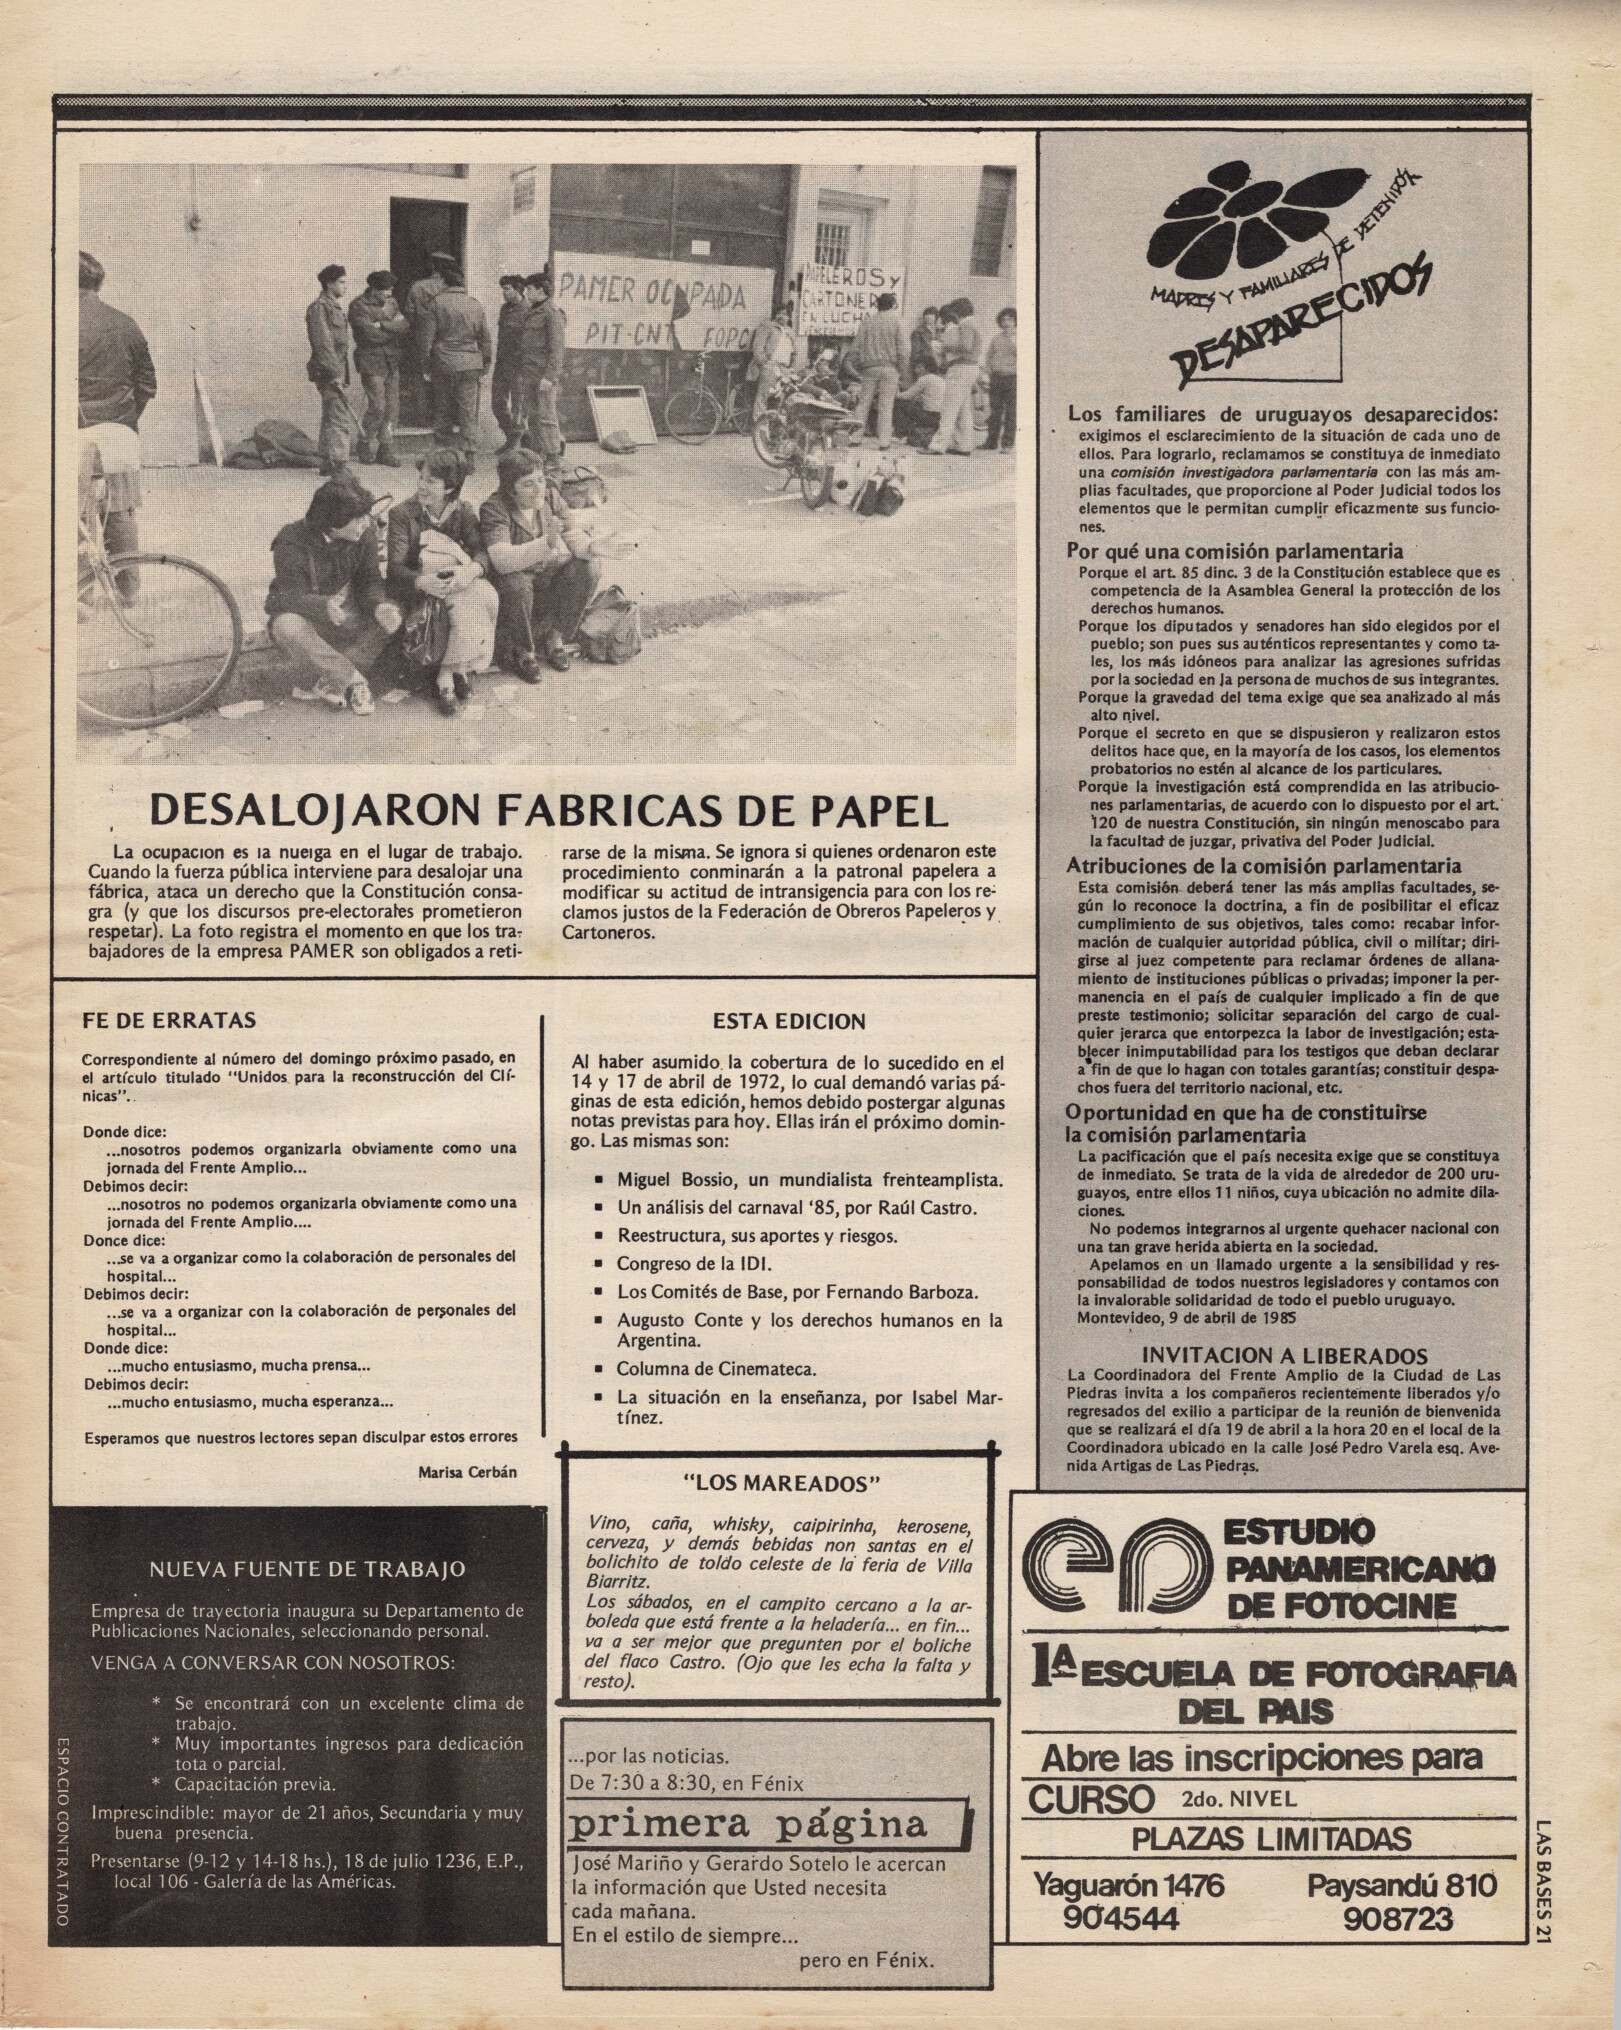 PAMER OCUPADA
PIT-CNT FOPC
PAPELEROS Y
CARTONEROS
EN LUCHA
DESALOJARON FABRICAS DE PAPEL
La ocupacion es la huelga en el lugar de trabajo.
Cuando la fuerza pública interviene para desalojar una
fábrica, ataca un derecho que la Constitución consa-
gra (y que los discursos pre-electorales prometieron
respetar). La foto registra el momento en que los tra-
bajadores de la empresa PAMER son obligados a reti-
rarse de la misma. Se ignora si quienes ordenaron este
procedimiento conminarán a la patronal papelera a
modificar su actitud de intransigencia para con los re-
clamos justos de la Federación de Obreros Papeleros y
Cartoneros.
FE DE ERRATAS
Correspondiente al número del domingo próximo pasado, en
el artículo titulado “Unidos para la reconstrucción del Clí-
nicas”.
Donde dice:
...nosotros podemos organizarla obviamente como una
jornada del Frente Amplio...
Debimos decir:
...nosotros no podemos organizarla obviamente como una
jornada del Frente Amplio....
Donce dice:
...se va a organizar como la colaboración de personales del
hospital...
Debimos decir:
...se va a organizar con la colaboración de personales del
hospital...
Donde dice:
...mucho entusiasmo, mucha prensa...
Debimos decir:
...mucho entusiasmo, mucha esperanza...
Esperamos que nuestros lectores sepan disculpar estos errores
Marisa Cerbán
ESTA EDICION
Al haber asumido la cobertura de lo sucedido en el
14 y 17 de abril de 1972, lo cual demandó varias pá-
ginas de esta edición, hemos debido postergar algunas
notas previstas para hoy. Ellas irán el próximo domin-
go. Las mismas son:
▪ Miguel Bossio, un mundialista frenteamplista.
▪ Un análisis del carnaval ‘85, por Raúl Castro.
▪ Reestructura, sus aportes y riesgos.
▪ Congreso de la IDI.
▪ Los Comités de Base, por Fernando Barboza.
▪ Augusto Conte y los derechos humanos en la
Argentina.
▪ Columna de Cinemateca.
▪ La situación en la enseñanza, por Isabel Mar-
tínez.
“LOS MAREADOS”
Vino, caña, whisky, caipirinha, kerosene,
cerveza, y demás bebidas non santas en el
bolichito de toldo celeste de la feria de Villa
Biarritz.
Los sábados, en el campito cercano a la ar-
boleda que está frente a la heladería... en fin...
va a ser mejor que pregunten por el boliche
del flaco Castro. (Ojo que les echa la falta y
resto).
NUEVA FUENTE DE TRABAJO
Empresa de trayectoria inaugura su Departamento de
Publicaciones Nacionales, seleccionando personal.
VENGA A CONVERSAR CON NOSOTROS:
* Se encontrará con un excelente clima de
trabajo.
* Muy importantes ingresos para dedicación
tota o parcial.
* Capacitación previa.
Imprescindible: mayor de 21 años, Secundaria y muy
buena presencia.
Presentarse (9-12 y 14-18 hs.), 18 de julio 1236, E.P.,
local 106 - Galería de las Américas.
ESPACIO CONTRATADO
...por las noticias.
De 7:30 a 8:30, en Fénix
primera página
José Mariño y Gerardo Sotelo le acercan
la información que Usted necesita
cada mañana.
En el estilo de siempre...
pero en Fénix.
MADRES Y FAMILIARES DE DETENIDOS
DESAPARECIDOS
Los familiares de uruguayos desaparecidos:
exigimos el esclarecimiento de la situación de cada uno de
ellos. Para lograrlo, reclamamos se constituya de inmediato
una comisión investigadora parlamentaria con las más am-
plias facultades, que proporcione al Poder Judicial todos los
elementos que le permitan cumplir eficazmente sus funcio-
nes.
Por qué una comisión parlamentaria
Porque el art. 85 dinc. 3 de la Constitución establece que es
competencia de la Asamblea General la protección de los
derechos humanos.
Porque los diputados y senadores han sido elegidos por el
pueblo; son pues sus auténticos representantes y como ta-
les, los más idóneos para analizar las agresiones sufridas
por la sociedad en la persona de muchos de sus integrantes.
Porque la gravedad del tema exige que sea analizado al más
alto nivel.
Porque el secreto en que se dispusieron y realizaron estos
delitos hace que, en la mayoría de los casos, los elementos
probatorios no estén al alcance de los particulares.
Porque la investigación está comprendida en las atribucio-
nes parlamentarias, de acuerdo con lo dispuesto por el art.
120 de nuestra Constitución, sin ningún menoscabo para
la facultad de juzgar, privativa del Poder Judicial.
Atribuciones de la comisión parlamentaria
Esta comisión deberá tener las más amplias facultades, se-
gún lo reconoce la doctrina, a fin de posibilitar el eficaz
cumplimiento de sus objetivos, tales como: recabar infor-
mación de cualquier autoridad pública, civil o militar; diri-
girse al juez competente para reclamar órdenes de allana-
miento de instituciones públicas o privadas; imponer la per-
manencia en el país de cualquier implicado a fin de que
preste testimonio; solicitar separación del cargo de cual-
quier jerarca que entorpezca la labor de investigación; esta-
blecer inimputabilidad para los testigos que deban declarar
a fin de que lo hagan con totales garantías; constituir despa-
chos fuera del territorio nacional, etc.
Oportunidad en que ha de constituirse
la comisión parlamentaria
La pacificación que el país necesita exige que se constituya
de inmediato. Se trata de la vida de alrededor de 200 uru-
guayos, entre ellos 11 niños, cuya ubicación no admite dila-
ciones.
No podemos integrarnos al urgente quehacer nacional con
una tan grave herida abierta en la sociedad.
Apelamos en un llamado urgente a la sensibilidad y res-
ponsabilidad de todos nuestros legisladores y contamos con
la invalorable solidaridad de todo el pueblo uruguayo.
Montevideo, 9 de abril de 1985
INVITACION A LIBERADOS
La Coordinadora del Frente Amplio de la Ciudad de Las
Piedras invita a los compañeros recientemente liberados y/o
regresados del exilio a participar de la reunión de bienvenida
que se realizará el día 19 de abril a la hora 20 en el local de la
Coordinadora ubicado en la calle José Pedro Varela esq. Ave-
nida Artigas de Las Piedras.
ep
ESTUDIO
PANAMERICANO
DE FOTOCINE
1ª ESCUELA DE FOTOGRAFIA
DEL PAIS
Abre las inscripciones para
CURSO 2do. NIVEL
PLAZAS LIMITADAS
Yaguarón 1476 Paysandú 810
904544 908723
LAS BASES 21